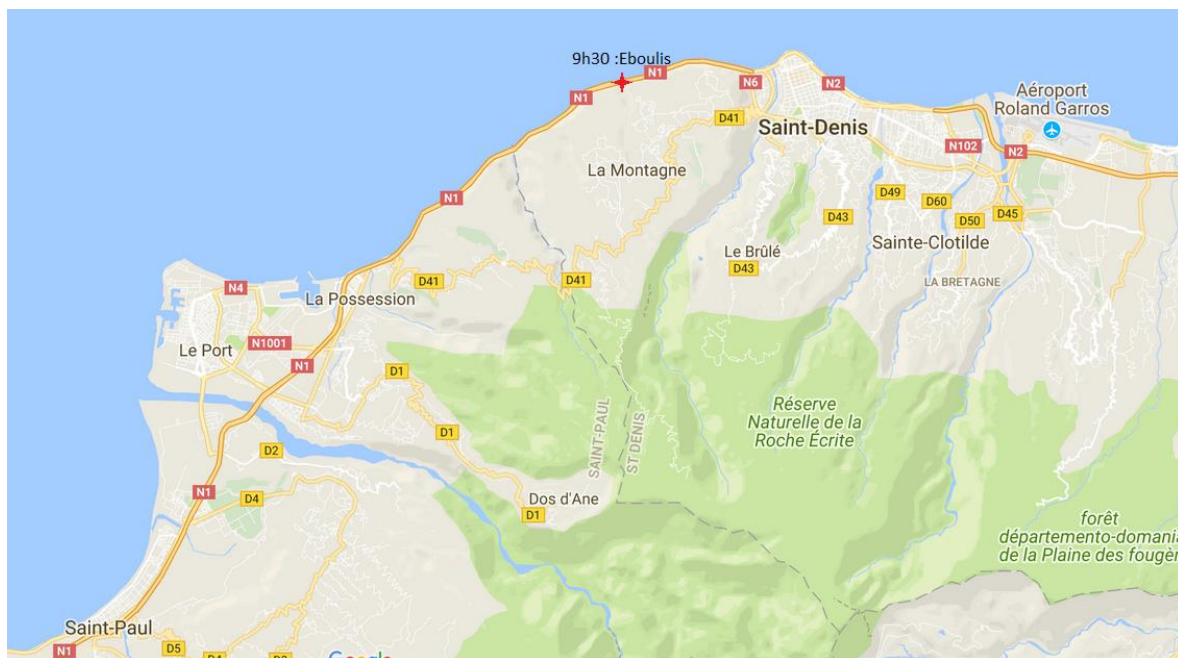 9h30 :Eboulis
N1
N1
N6
N2
Aéroport
Roland Garros
D41
Saint-Denis
N102
N2
La Montagne
N1
D49
D60
D43
D50
D45
Le Brûlé
Sainte-Clotilde
D43
D41
D41
LA BRETAGNE
N4
La Possession
Le Port
N1001
N1
D1
Réserve
Naturelle de la
Roche Écrite
D1
SAINT-PAUL
ST DENIS
D2
N1
D4
Dos d'Ane
D1
forêt
départemento-domania
de la Plaine des fougèr
Saint-Paul
N1
D5
Google